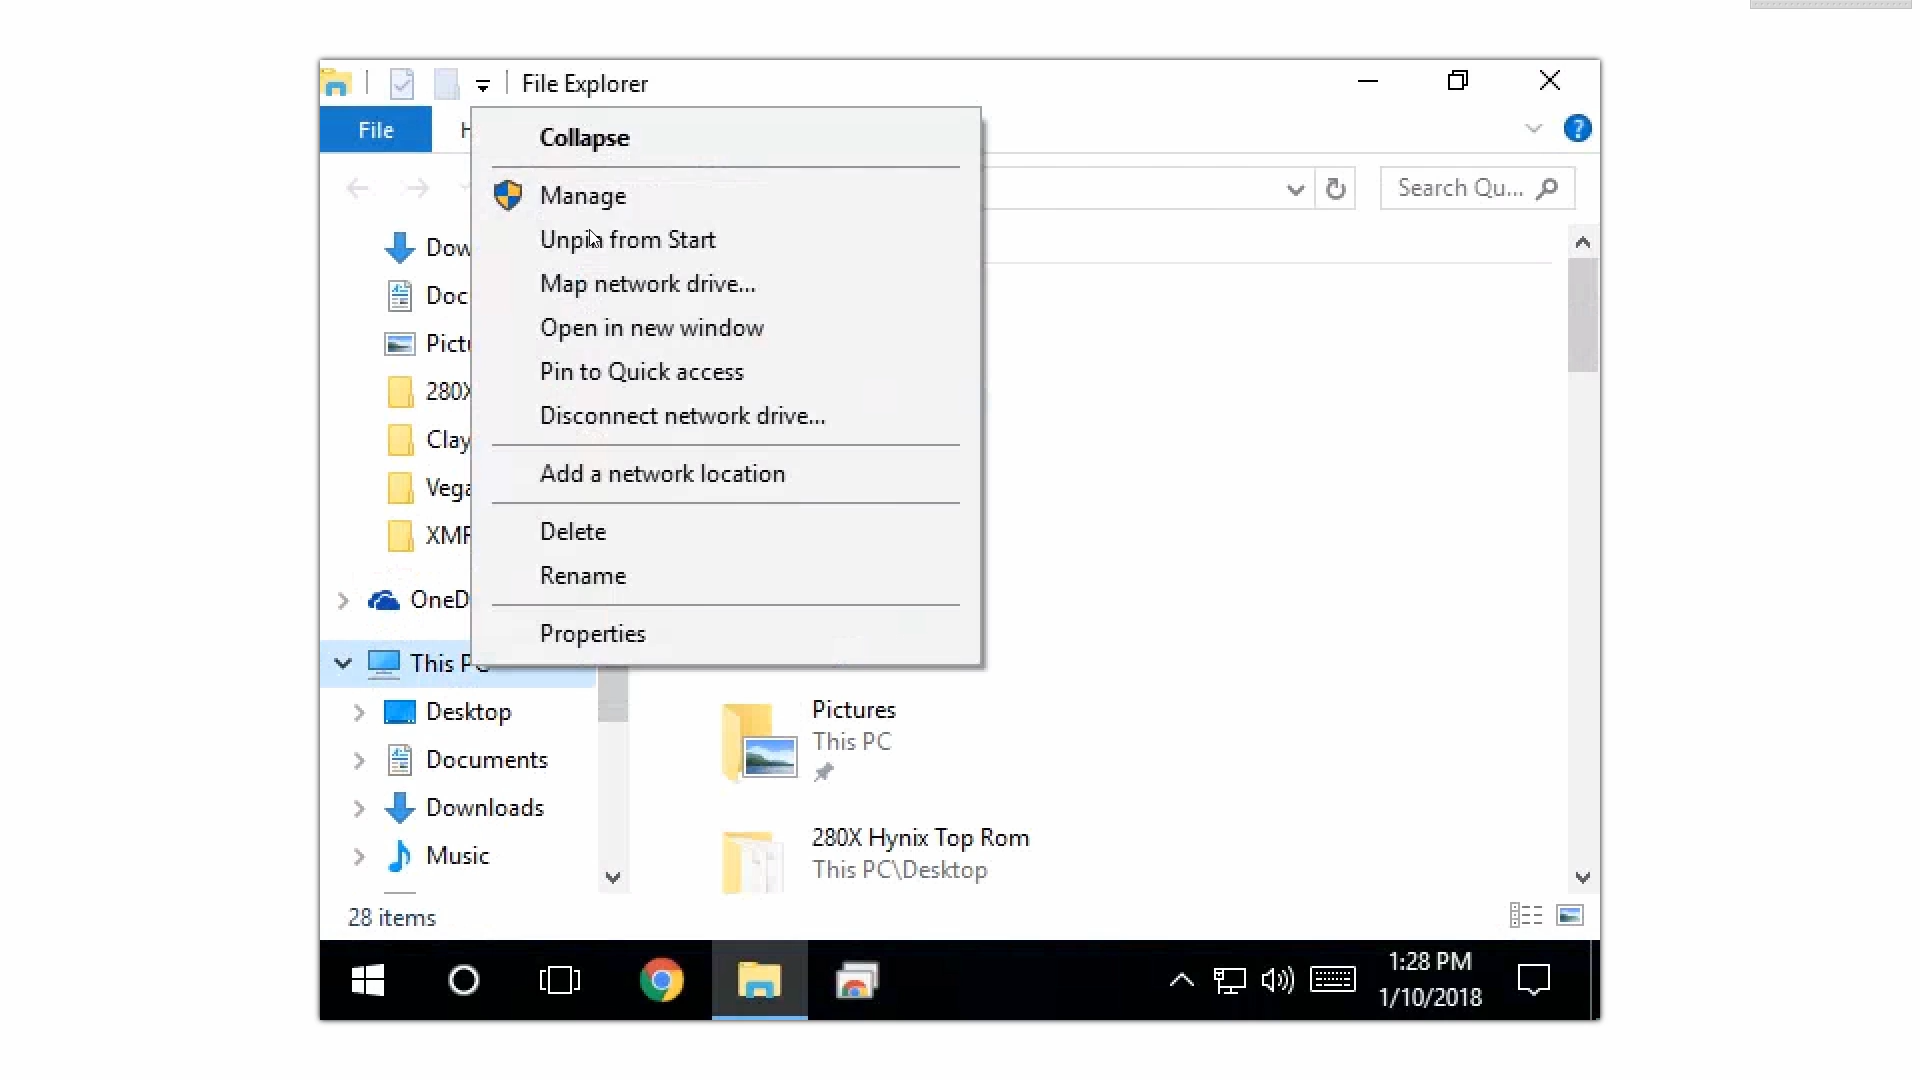 File Explorer
File
H
Collapse
Manage
Unpin from Start
Map network drive...
Open in new window
Pin to Quick access
Disconnect network drive...
Add a network location
Delete
Rename
Properties
Search Qu...
?
Dow
Doc
Pictu
280X
Clay
Vega
XMR
OneD
This PC
Desktop
Documents
Downloads
Music
Pictures
This PC
280X Hynix Top Rom
This PC\Desktop
28 items
1:28 PM
1/10/2018